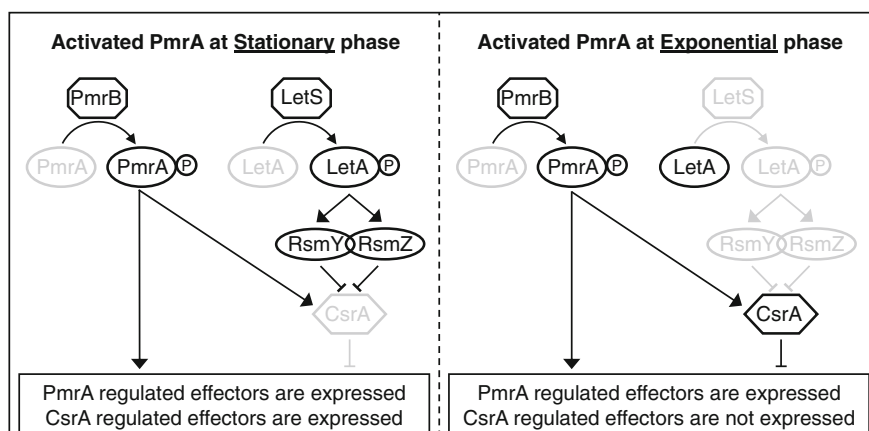 Activated PmrA at Stationary phase
PmrB
LetS
PmrA
PmrA
P
LetA
LetA
P
RsmY
RsmZ
CsrA
PmrA regulated effectors are expressed
CsrA regulated effectors are expressed
Activated PmrA at Exponential phase
PmrB
LetS
PmrA
PmrA
P
LetA
LetA
P
RsmY
RsmZ
CsrA
PmrA regulated effectors are expressed
CsrA regulated effectors are not expressed